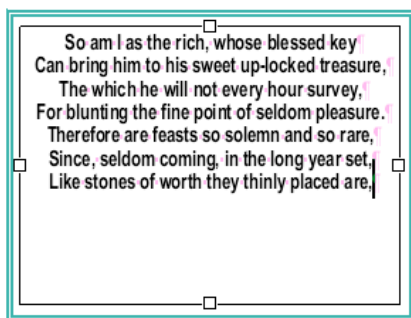 So am I as the rich, whose blessed key
Can bring him to his sweet up-locked treasure,
The which he will not every hour survey,
For blunting the fine point of seldom pleasure.
Therefore are feasts so solemn and so rare,
Since, seldom coming, in the long year set,
Like stones of worth they thinly placed are,